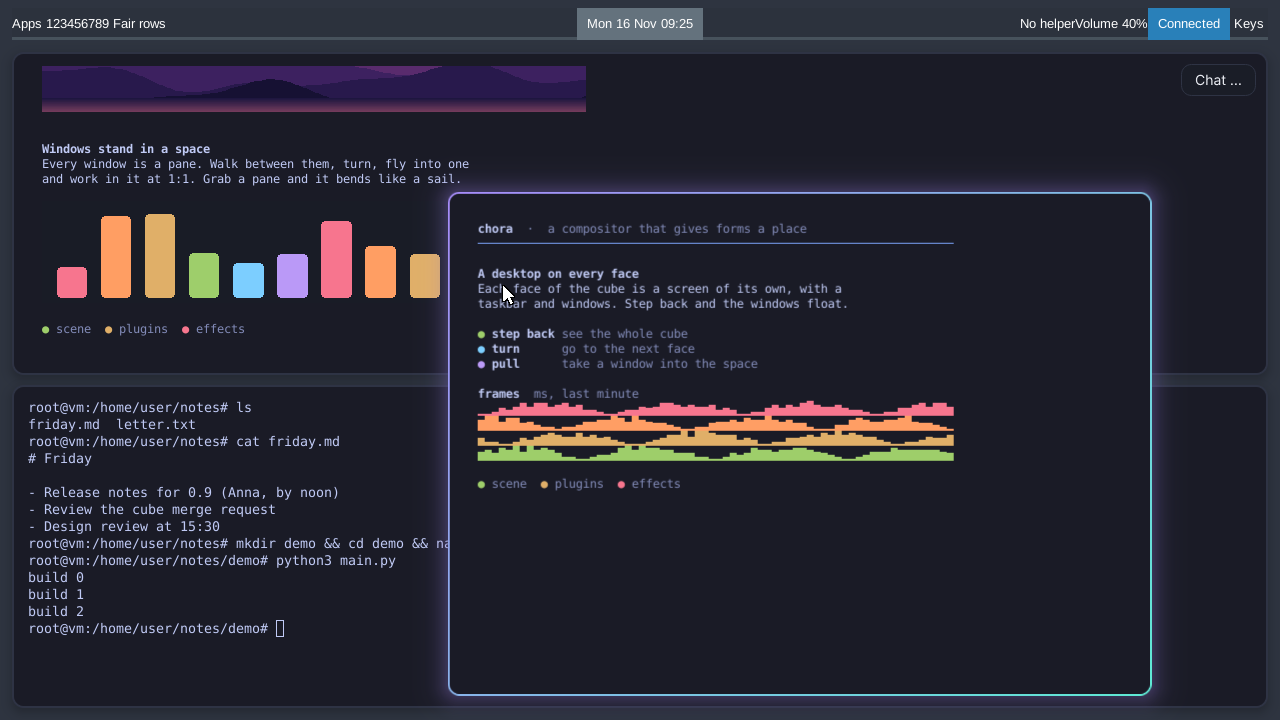 Apps 123456789 Fair rows
Mon 16 Nov 09:25
No helperVolume 40%
Connected
Keys
Chat ...
Windows stand in a space
Every window is a pane. Walk between them, turn, fly into one
and work in it at 1:1. Grab a pane and it bends like a sail.
scene plugins effects
chora · a compositor that gives forms a place
A desktop on every face
Each face of the cube is a screen of its own, with a
taskbar and windows. Step back and the windows float.
step back see the whole cube
turn go to the next face
pull take a window into the space
frames ms, last minute
scene plugins effects
root@vm:/home/user/notes# ls
friday.md letter.txt
root@vm:/home/user/notes# cat friday.md
# Friday
- Release notes for 0.9 (Anna, by noon)
- Review the cube merge request
- Design review at 15:30
root@vm:/home/user/notes# mkdir demo && cd demo && na
root@vm:/home/user/notes/demo# python3 main.py
build 0
build 1
build 2
root@vm:/home/user/notes/demo#